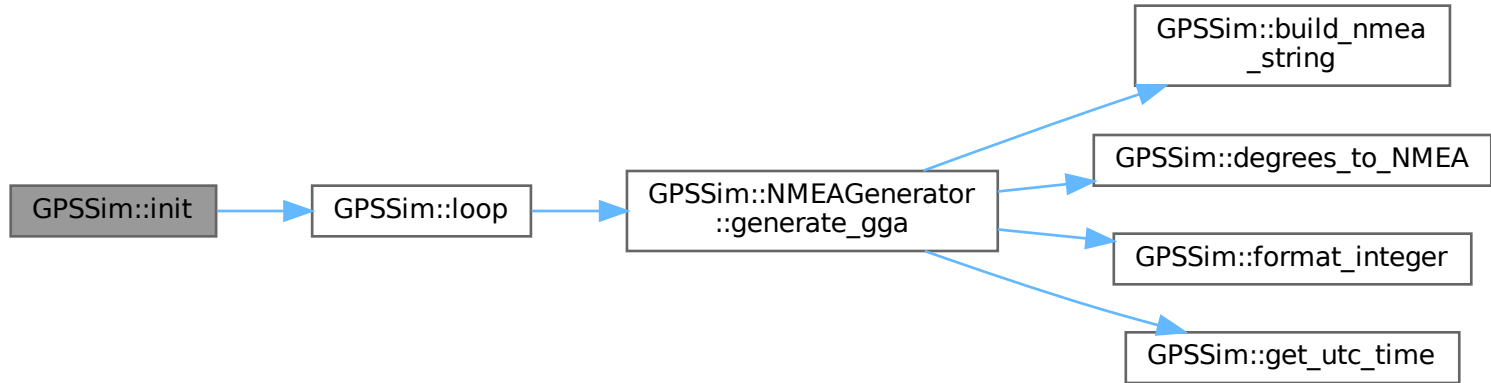 GPSSim::init
GPSSim::loop
GPSSim::NMEAGenerator
::generate_gga
GPSSim::build_nmea
_string
GPSSim::degrees_to_NMEA
GPSSim::format_integer
GPSSim::get_utc_time